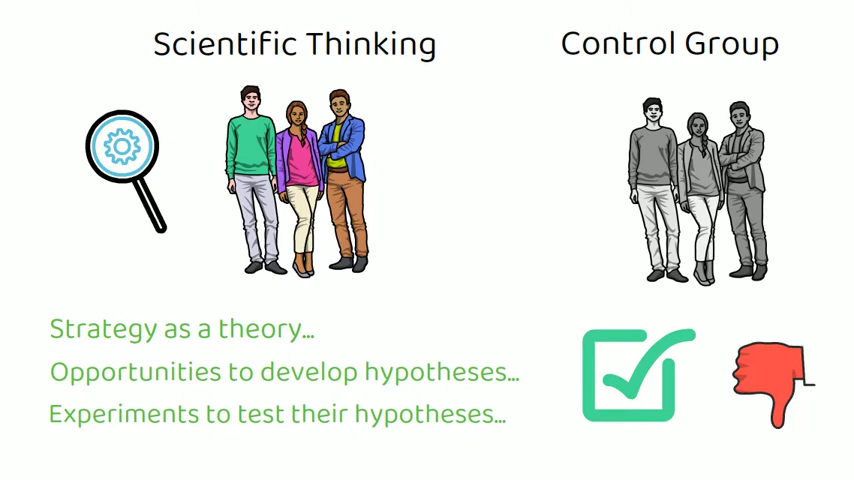 Scientific Thinking
Control Group
Strategy as a theory...
Opportunities to develop hypotheses...
Experiments to test their hypotheses...